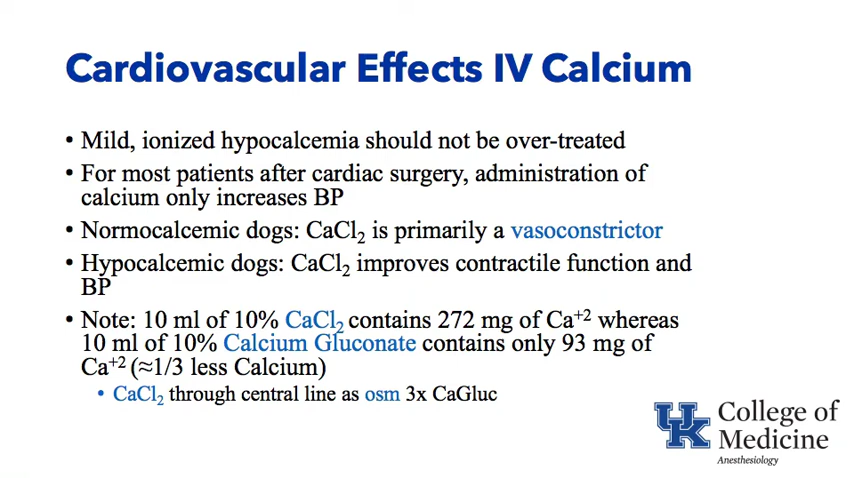 Cardiovascular Effects IV Calcium
• Mild, ionized hypocalcemia should not be over-treated
• For most patients after cardiac surgery, administration of
calcium only increases BP
• Normocalcemic dogs: CaCl₂ is primarily a vasoconstrictor
• Hypocalcemic dogs: CaCl₂ improves contractile function and
BP
• Note: 10 ml of 10% CaCl₂ contains 272 mg of Ca⁺² whereas
10 ml of 10% Calcium Gluconate contains only 93 mg of
Ca⁺² (≈1/3 less Calcium)
• CaCl₂ through central line as osm 3x CaGluc
UK College of
Medicine
Anesthesiology